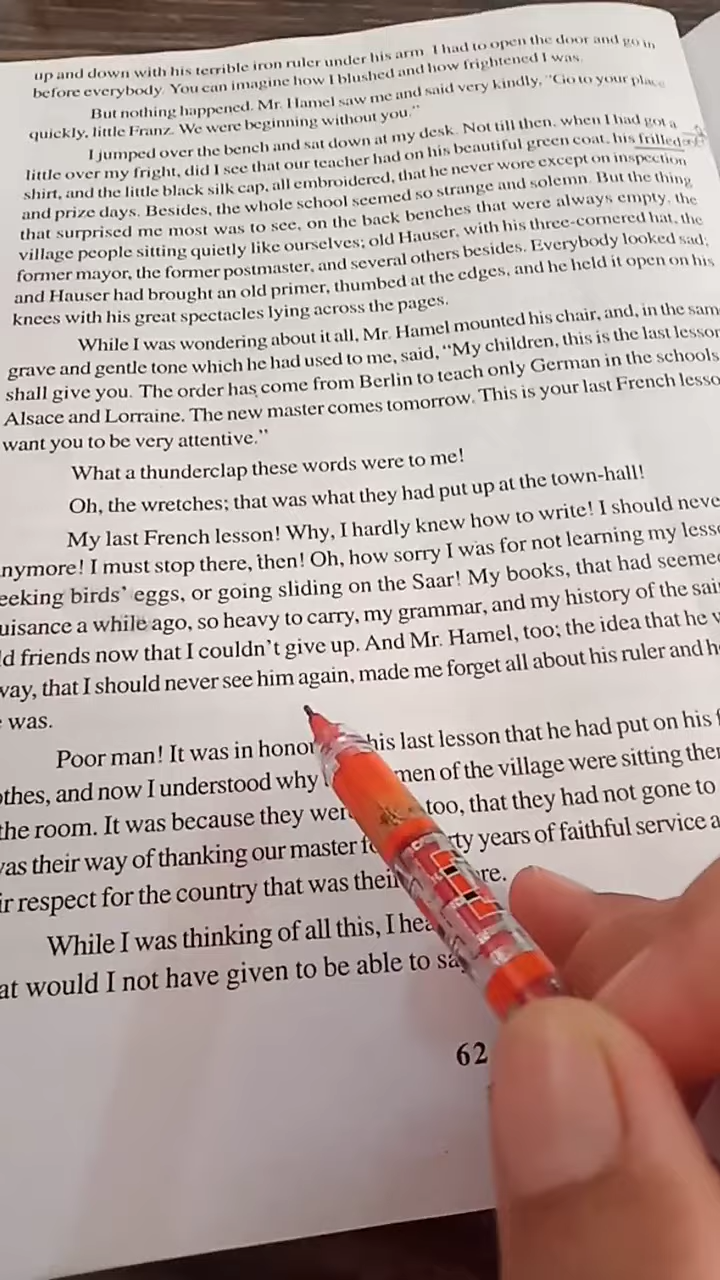 up and down with his terrible iron ruler under his arm. I had to open the door and go in
before everybody. You can imagine how I blushed and how frightened I was.
But nothing happened. Mr. Hamel saw me and said very kindly, "Go to your place
quickly, little Franz. We were beginning without you."
I jumped over the bench and sat down at my desk. Not till then, when I had got a
little over my fright, did I see that our teacher had on his beautiful green coat, his frilled
shirt, and the little black silk cap, all embroidered, that he never wore except on inspection
and prize days. Besides, the whole school seemed so strange and solemn. But the thing
that surprised me most was to see, on the back benches that were always empty, the
village people sitting quietly like ourselves; old Hauser, with his three-cornered hat, the
former mayor, the former postmaster, and several others besides. Everybody looked sad;
and Hauser had brought an old primer, thumbed at the edges, and he held it open on his
knees with his great spectacles lying across the pages.
While I was wondering about it all, Mr. Hamel mounted his chair, and, in the sam
grave and gentle tone which he had used to me, said, "My children, this is the last lesson
shall give you. The order has come from Berlin to teach only German in the schools
Alsace and Lorraine. The new master comes tomorrow. This is your last French lesso
want you to be very attentive."
What a thunderclap these words were to me!
Oh, the wretches; that was what they had put up at the town-hall!
My last French lesson! Why, I hardly knew how to write! I should neve
nymore! I must stop there, then! Oh, how sorry I was for not learning my less
eeking birds' eggs, or going sliding on the Saar! My books, that had seemed
uisance a while ago, so heavy to carry, my grammar, and my history of the sai
ld friends now that I couldn't give up. And Mr. Hamel, too; the idea that he
way, that I should never see him again, made me forget all about his ruler and h
was.
Poor man! It was in hono his last lesson that he had put on his
othes, and now I understood why men of the village were sitting ther
the room. It was because they wer too, that they had not gone to
as their way of thanking our master f rty years of faithful service a
ir respect for the country that was thei re.
While I was thinking of all this, I hea
at would I not have given to be able to sa
62